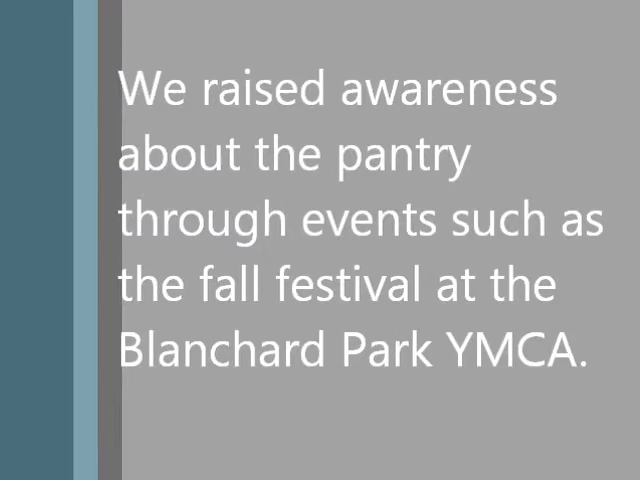 We raised awareness
about the pantry
through events such as
the fall festival at the
Blanchard Park YMCA.